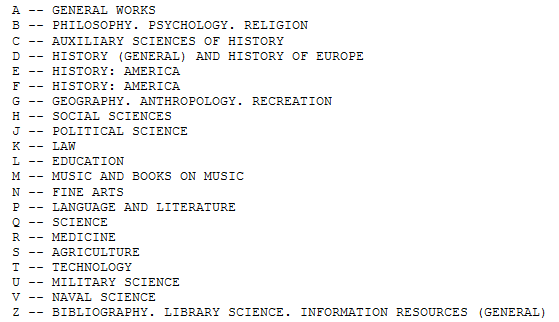 A -- GENERAL WORKS
B -- PHILOSOPHY. PSYCHOLOGY. RELIGION
C -- AUXILIARY SCIENCES OF HISTORY
D -- HISTORY (GENERAL) AND HISTORY OF EUROPE
E -- HISTORY: AMERICA
F -- HISTORY: AMERICA
G -- GEOGRAPHY. ANTHROPOLOGY. RECREATION
H -- SOCIAL SCIENCES
J -- POLITICAL SCIENCE
K -- LAW
L -- EDUCATION
M -- MUSIC AND BOOKS ON MUSIC
N -- FINE ARTS
P -- LANGUAGE AND LITERATURE
Q -- SCIENCE
R -- MEDICINE
S -- AGRICULTURE
T -- TECHNOLOGY
U -- MILITARY SCIENCE
V -- NAVAL SCIENCE
Z -- BIBLIOGRAPHY. LIBRARY SCIENCE. INFORMATION RESOURCES (GENERAL)